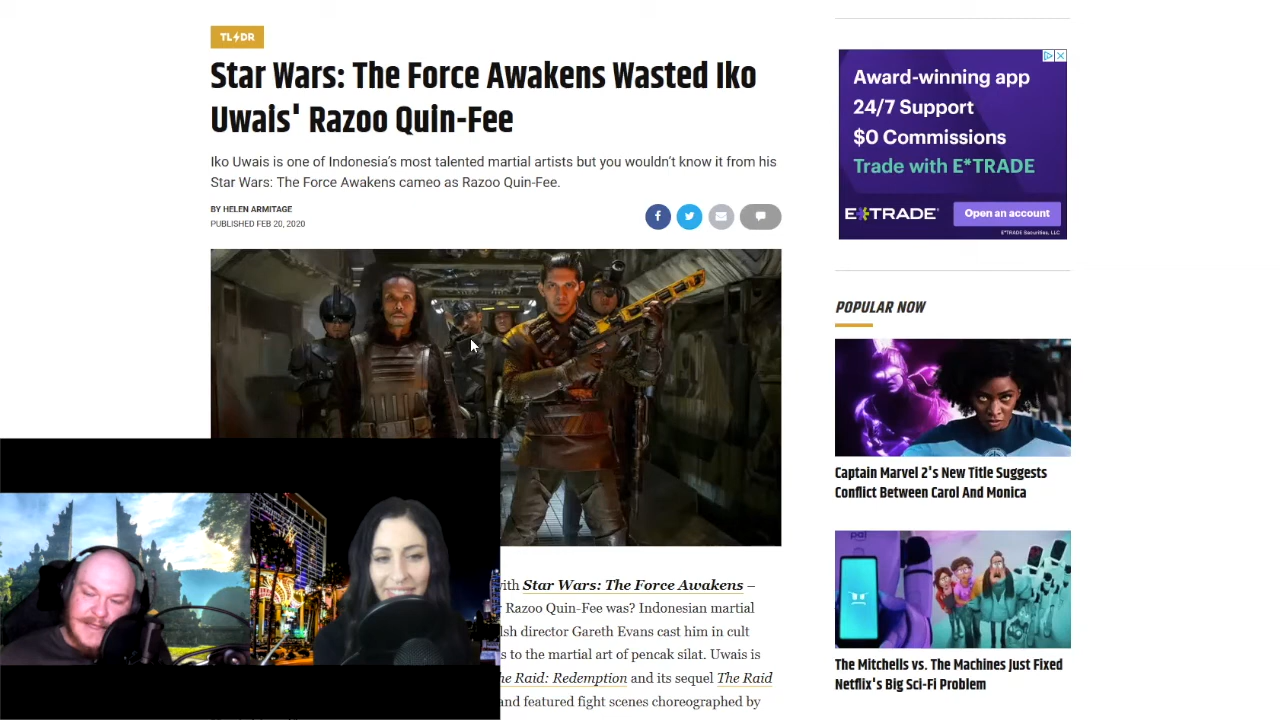 TL⚡DR
Star Wars: The Force Awakens Wasted Iko
Uwais' Razoo Quin-Fee
Iko Uwais is one of Indonesia's most talented martial artists but you wouldn't know it from his
Star Wars: The Force Awakens cameo as Razoo Quin-Fee.
BY HELEN ARMITAGE
PUBLISHED FEB 20, 2020
with Star Wars: The Force Awakens –
Razoo Quin-Fee was? Indonesian martial
director Gareth Evans cast him in cult
to the martial art of pencak silat. Uwais is
Raid: Redemption and its sequel The Raid
and featured fight scenes choreographed by
Award-winning app
24/7 Support
$0 Commissions
Trade with E*TRADE
E*TRADE
Open an account
E*TRADE Securities, LLC
POPULAR NOW
Captain Marvel 2's New Title Suggests
Conflict Between Carol And Monica
pal
The Mitchells vs. The Machines Just Fixed
Netflix's Big Sci-Fi Problem